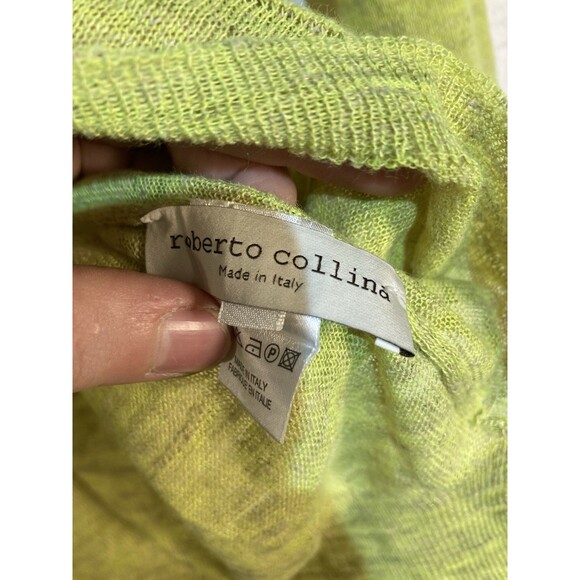 roberto collina
Made in Italy
MADE IN ITALY
FABRIQUE EN ITALIE